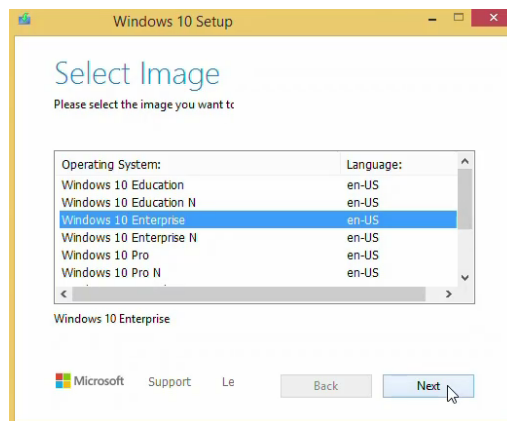 Windows 10 Setup
Select Image
Please select the image you want to
Operating System: Language:
Windows 10 Education en-US
Windows 10 Education N en-US
Windows 10 Enterprise en-US
Windows 10 Enterprise N en-US
Windows 10 Pro en-US
Windows 10 Pro N en-US
Windows 10 Enterprise
Microsoft Support Le Back Next